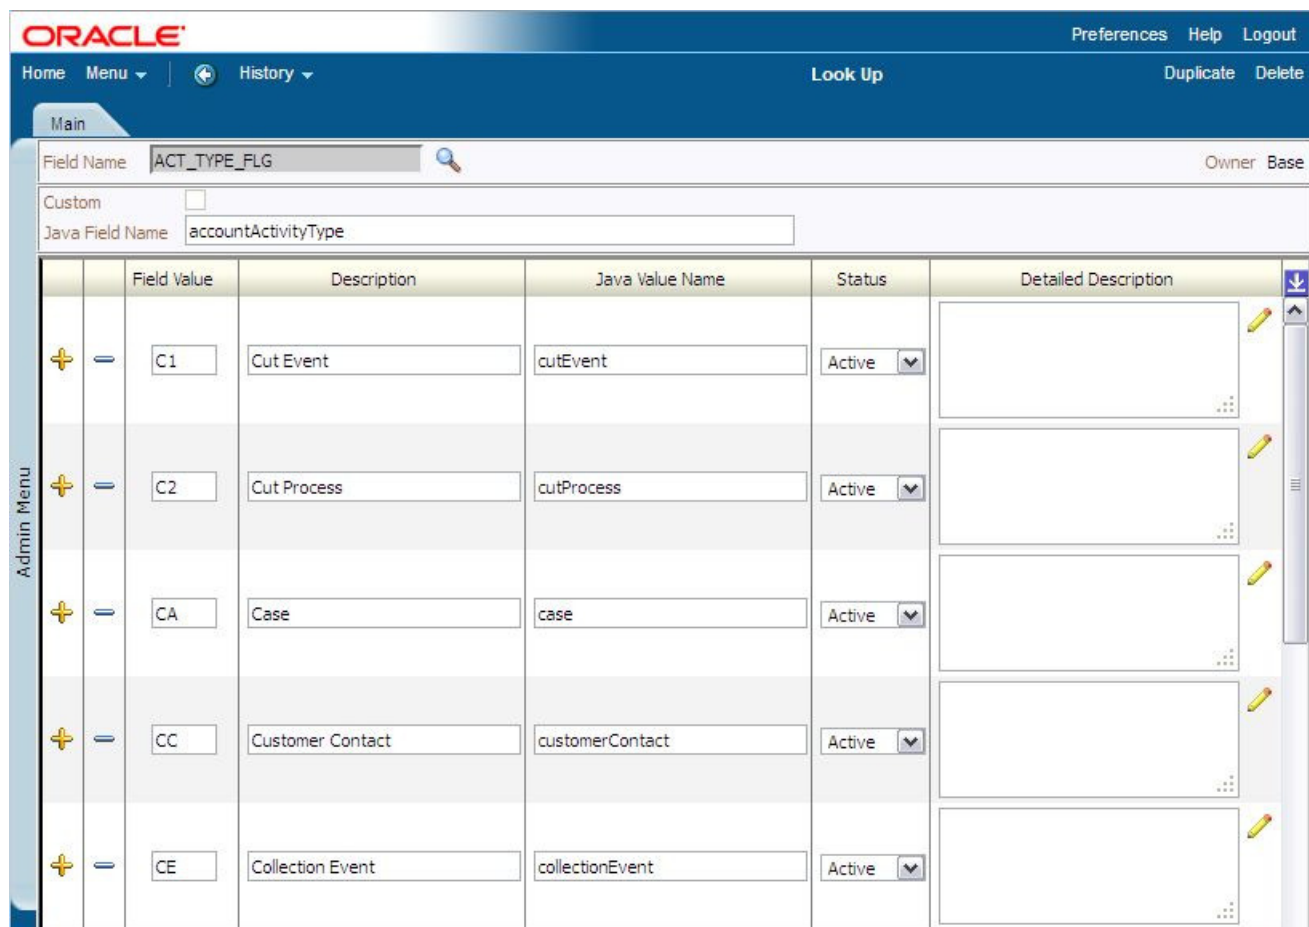 ORACLE
Preferences Help Logout
Home Menu History Look Up Duplicate Delete
Main
Field Name ACT_TYPE_FLG Owner Base
Custom
Java Field Name accountActivityType
Field Value Description Java Value Name Status Detailed Description
C1 Cut Event cutEvent Active
C2 Cut Process cutProcess Active
CA Case case Active
CC Customer Contact customerContact Active
CE Collection Event collectionEvent Active
Admin Menu